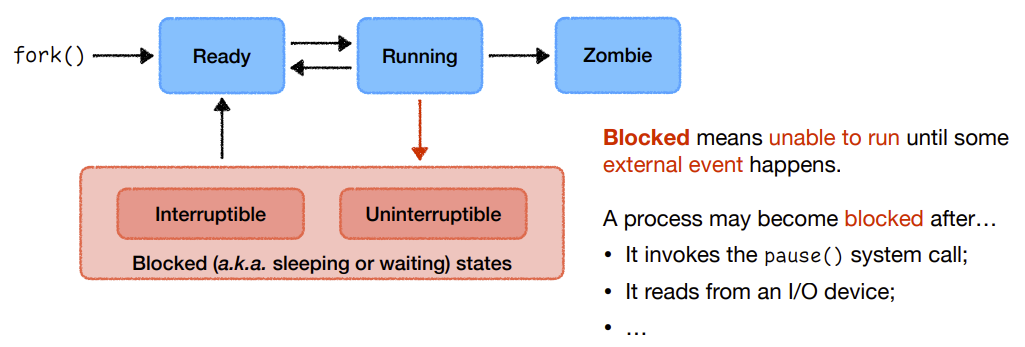 fork()
Ready
Running
Zombie
Blocked means unable to run until some
external event happens.
Interruptible
Uninterruptible
Blocked (a.k.a. sleeping or waiting) states
A process may become blocked after…
• It invokes the pause() system call;
• It reads from an I/O device;
• …